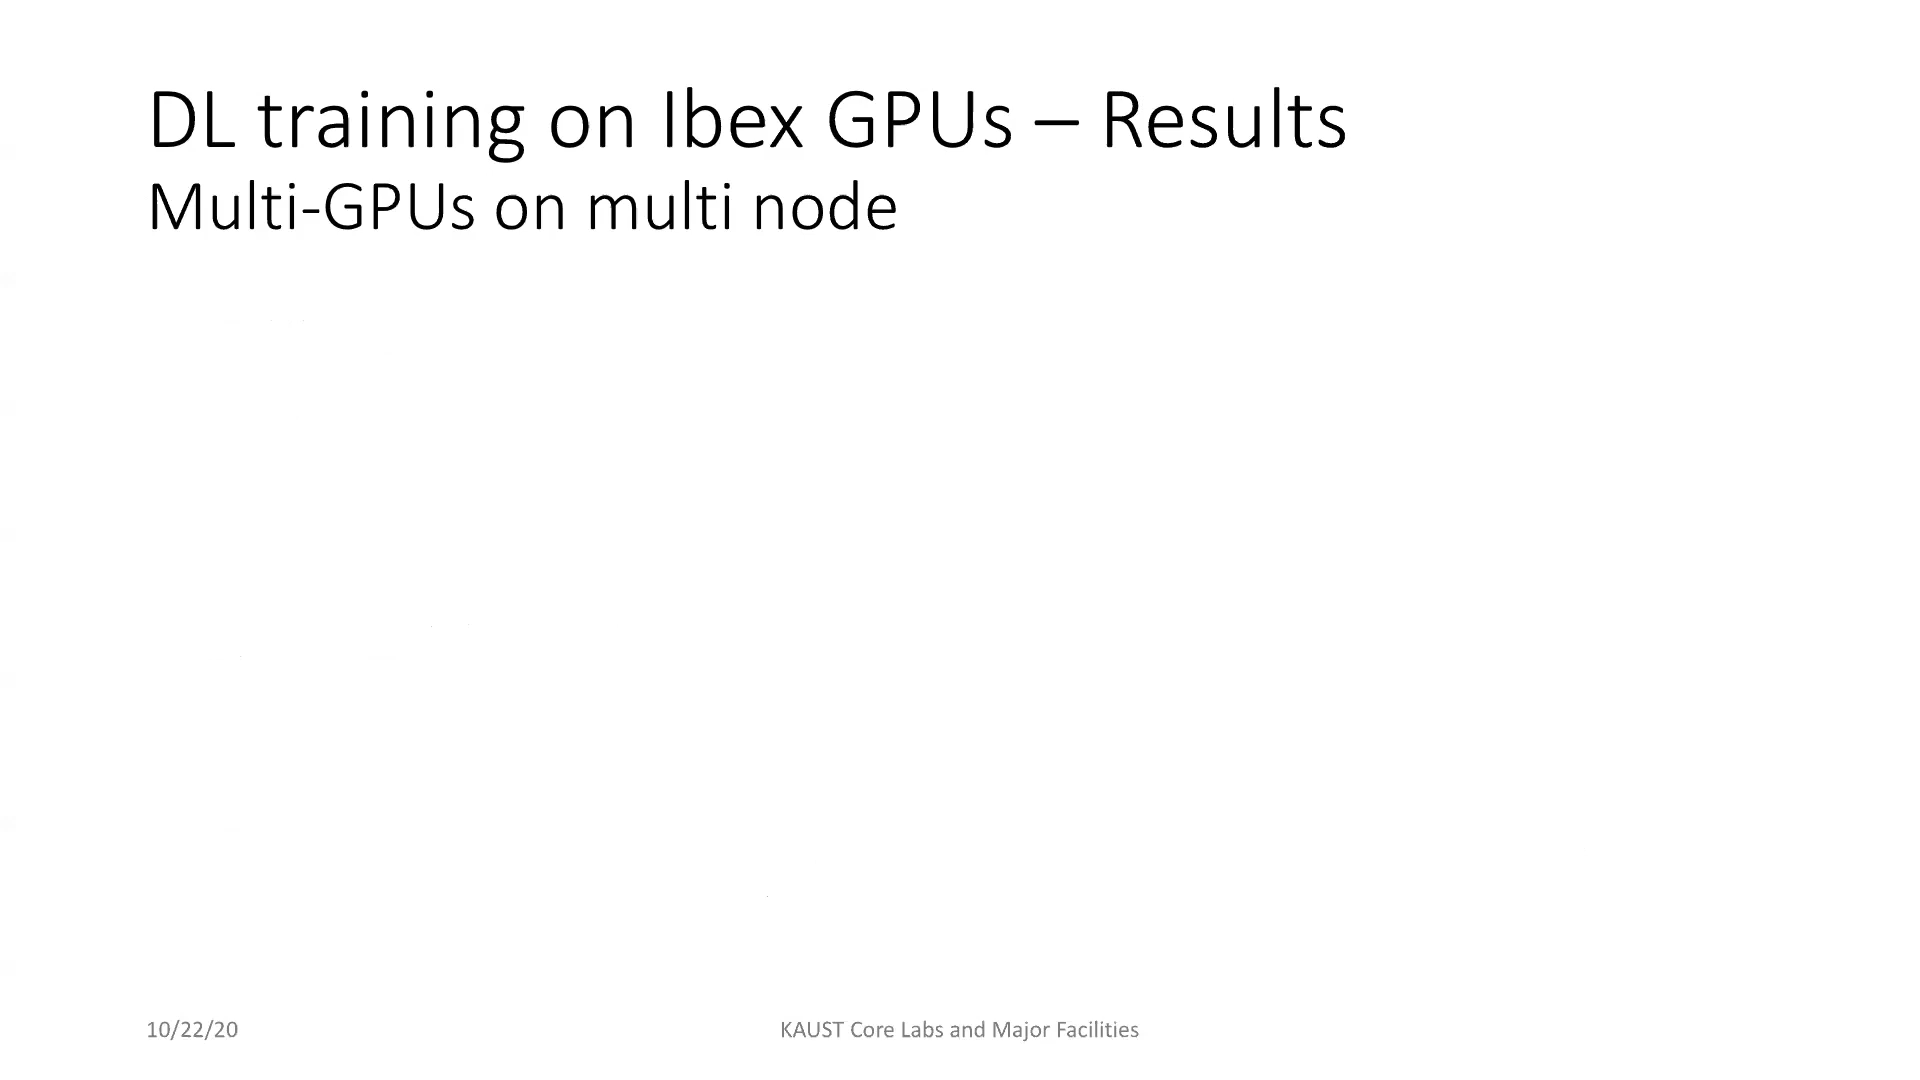 DL training on Ibex GPUs – Results
Multi-GPUs on multi node
10/22/20
KAUST Core Labs and Major Facilities